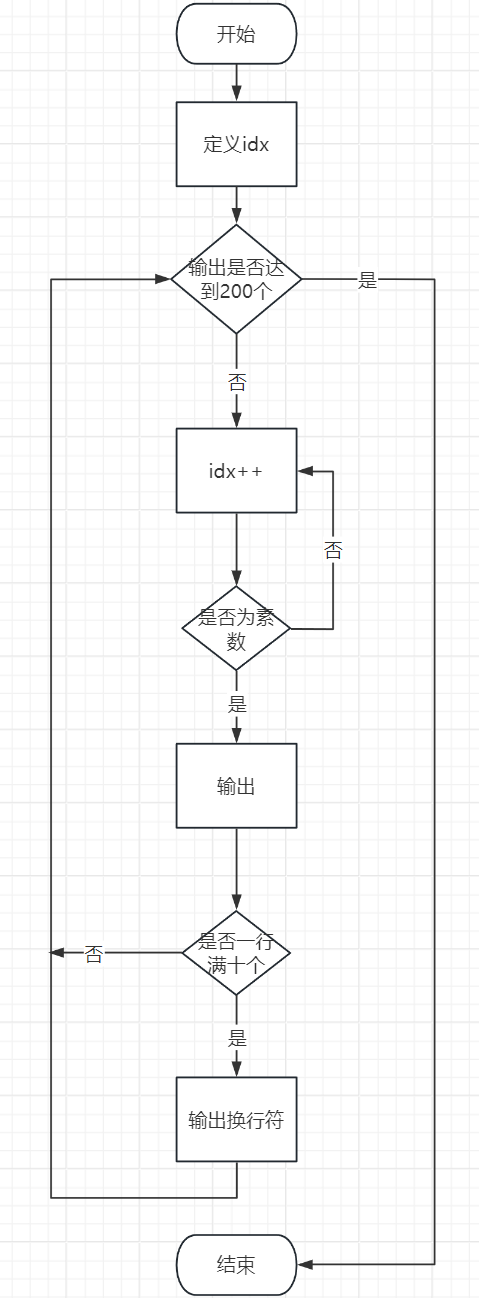 开始
定义idx
输出是否达
到200个
是
否
idx++
否
是否为素
数
是
输出
是否一行
满十个
否
是
输出换行符
结束